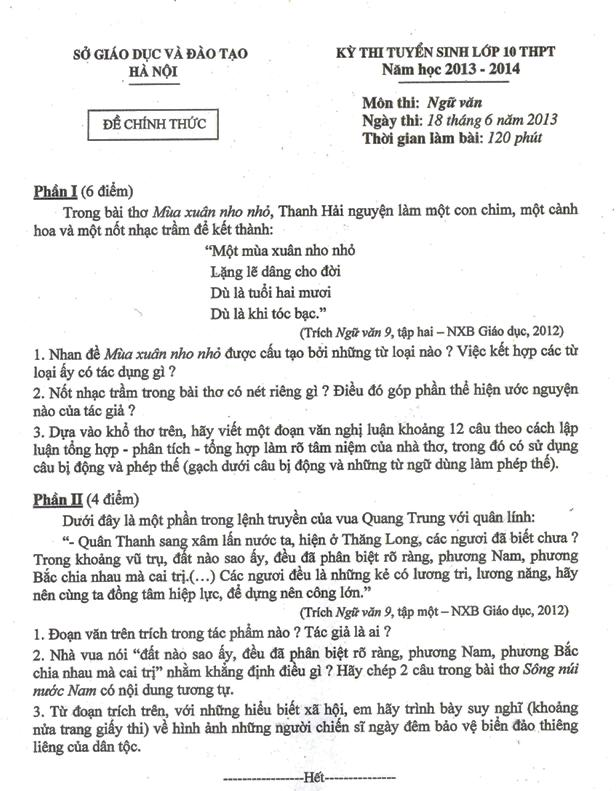 SỞ GIÁO DỤC VÀ ĐÀO TẠO
HÀ NỘI
ĐỀ CHÍNH THỨC
KỲ THI TUYỂN SINH LỚP 10 THPT
Năm học 2013 - 2014
Môn thi: Ngữ văn
Ngày thi: 18 tháng 6 năm 2013
Thời gian làm bài: 120 phút
Phần I (6 điểm)
Trong bài thơ Mùa xuân nho nhỏ, Thanh Hải nguyện làm một con chim, một cành
hoa và một nốt nhạc trầm để kết thành:
“Một mùa xuân nho nhỏ
Lặng lẽ dâng cho đời
Dù là tuổi hai mươi
Dù là khi tóc bạc.”
(Trích Ngữ văn 9, tập hai – NXB Giáo dục, 2012)
1. Nhan đề Mùa xuân nho nhỏ được cấu tạo bởi những từ loại nào ? Việc kết hợp các từ
loại ấy có tác dụng gì ?
2. Nốt nhạc trầm trong bài thơ có nét riêng gì ? Điều đó góp phần thể hiện ước nguyện
nào của tác giả ?
3. Dựa vào khổ thơ trên, hãy viết một đoạn văn nghị luận khoảng 12 câu theo cách lập
luận tổng hợp - phân tích - tổng hợp làm rõ tâm niệm của nhà thơ, trong đó có sử dụng
câu bị động và phép thế (gạch dưới câu bị động và những từ ngữ dùng làm phép thế).
Phần II (4 điểm)
Dưới đây là một phần trong lệnh truyền của vua Quang Trung với quân lính:
“- Quân Thanh sang xâm lấn nước ta, hiện ở Thăng Long, các ngươi đã biết chưa ?
Trong khoảng vũ trụ, đất nào sao ấy, đều đã phân biệt rõ ràng, phương Nam, phương
Bắc chia nhau mà cai trị.(…) Các ngươi đều là những kẻ có lương tri, lương năng, hãy
nên cùng ta đồng tâm hiệp lực, để dựng nên công lớn.”
(Trích Ngữ văn 9, tập một – NXB Giáo dục, 2012)
1. Đoạn văn trên trích trong tác phẩm nào ? Tác giả là ai ?
2. Nhà vua nói “đất nào sao ấy, đều đã phân biệt rõ ràng, phương Nam, phương Bắc
chia nhau mà cai trị” nhằm khẳng định điều gì ? Hãy chép 2 câu trong bài thơ Sông núi
nước Nam có nội dung tương tự.
3. Từ đoạn trích trên, với những hiểu biết xã hội, em hãy trình bày suy nghĩ (khoảng
nửa trang giấy thi) về hình ảnh những người chiến sĩ ngày đêm bảo vệ biển đảo thiêng
liêng của dân tộc.
-----------------Hết---------------